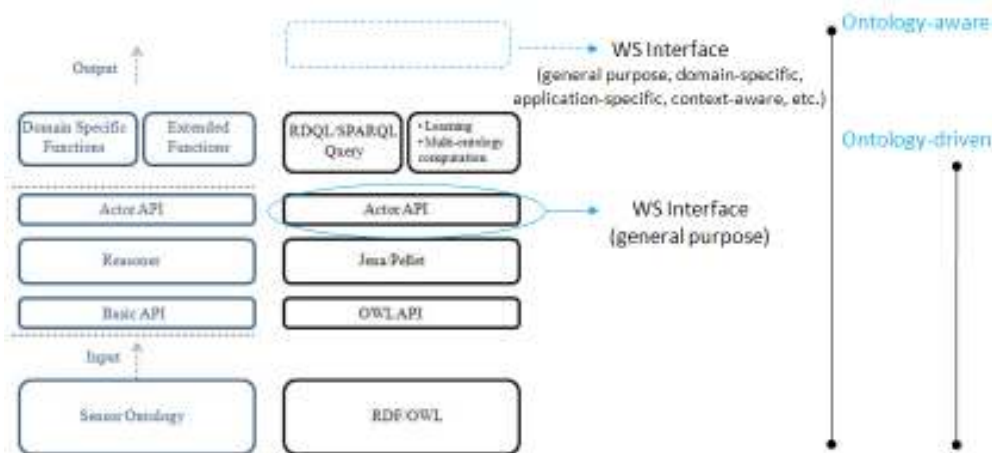 Ontology-aware
Output
WS Interface
(general purpose, domain-specific,
application-specific, context-aware, etc.)
Domain Specific
Functions
Extended
Functions
RDQL/SPARQL
Query
• Learning
• Multi-ontology
computation
Ontology-driven
Actor API
Actor API
WS Interface
(general purpose)
Reasoner
Jena/Pellet
Basic API
OWL API
Input
Sensor Ontology
RDF/OWL